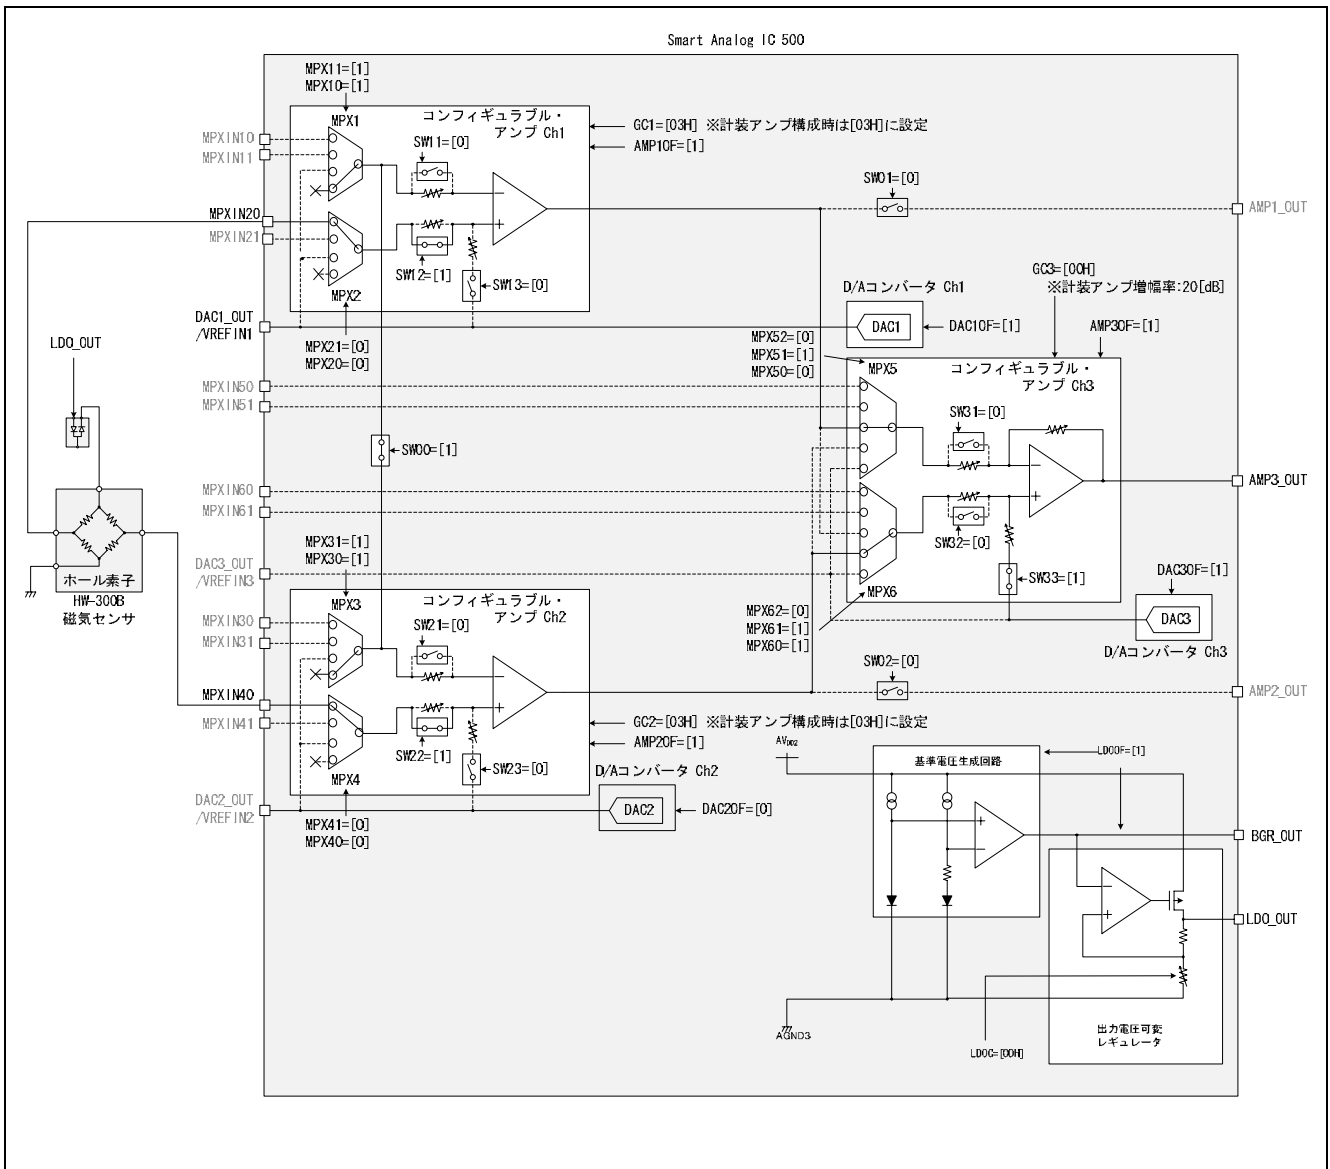 Smart Analog IC 500
MPX11=[1]
MPX10=[1]
コンフィギュラブル・
アンプ Ch1
MPX1
SW11=[0]
GC1=[03H] ※計装アンプ構成時は[03H]に設定
AMP1OF=[1]
MPXIN10
MPXIN11
MPXIN20
MPXIN21
SW12=[1]
SW13=[0]
MPX2
SW01=[0]
AMP1_OUT
DAC1_OUT
/VREFIN1
MPX21=[0]
MPX20=[0]
D/Aコンバータ Ch1
DAC1
DAC1OF=[1]
GC3=[00H]
※計装アンプ増幅率:20[dB]
AMP3OF=[1]
MPX52=[0]
MPX51=[1]
MPX50=[0]
MPX5
コンフィギュラブル・
アンプ Ch3
LDO_OUT
MPXIN50
MPXIN51
SW00=[1]
SW31=[0]
MPXIN60
MPXIN61
AMP3_OUT
SW32=[0]
SW33=[1]
MPX6
DAC3_OUT
/VREFIN3
DAC3OF=[1]
DAC3
D/Aコンバータ Ch3
MPX62=[0]
MPX61=[1]
MPX60=[1]
ホール素子
HW-300B
磁気センサ
MPX31=[1]
MPX30=[1]
MPX3
コンフィギュラブル・
アンプ Ch2
SW21=[0]
MPXIN30
MPXIN31
MPXIN40
MPXIN41
SW22=[1]
SW23=[0]
MPX4
SW02=[0]
AMP2_OUT
GC2=[03H] ※計装アンプ構成時は[03H]に設定
AMP2OF=[1]
DAC2_OUT
/VREFIN2
MPX41=[0]
MPX40=[0]
D/Aコンバータ Ch2
DAC2
DAC2OF=[0]
AVDD2
基準電圧生成回路
LDOOF=[1]
BGR_OUT
LDO_OUT
AGND3
LDOC=[00H]
出力電圧可変
レギュレータ